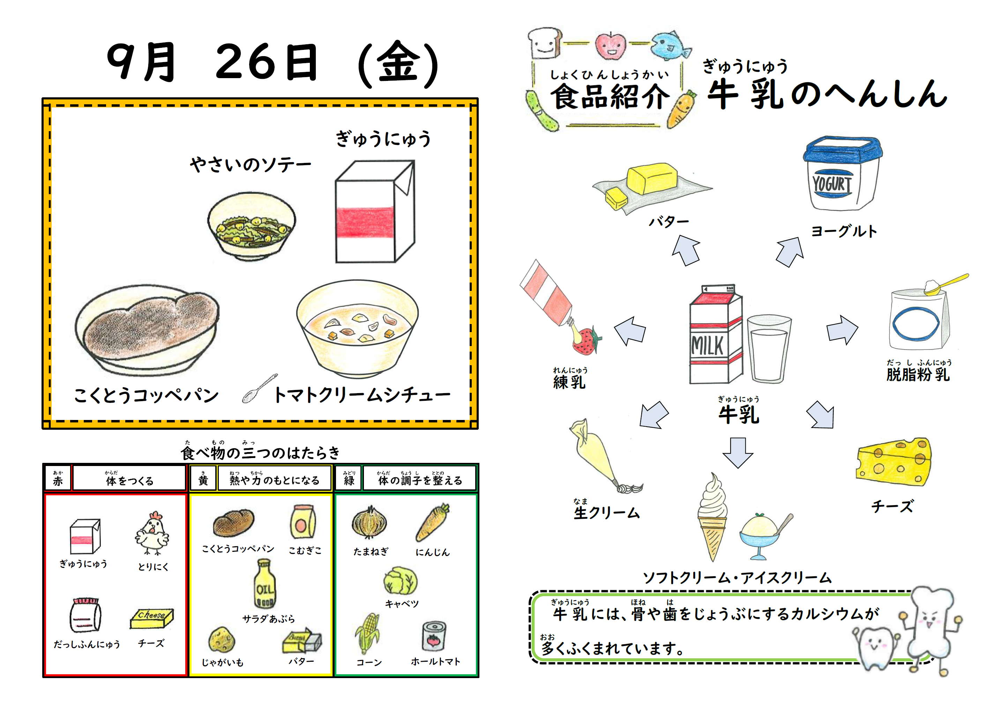 9月 26日 (金)
ぎゅうにゅう
やさいのソテー
こくとうコッペパン
トマトクリームシチュー
た もの みっ
食べ物の三つのはたらき
あか
赤
からだ
体をつくる
き
黄
ねつ ちから
熱や力のもとになる
みどり
緑
からだ ちょうし ととの
体の調子を整える
ぎゅうにゅう
とりにく
だっしふんにゅう
Cheese
チーズ
こくとうコッペパン
こむぎこ
OIL
サラダあぶら
じゃがいも
バター
たまねぎ
にんじん
キャベツ
コーン
ホールトマト
しょくひんしょうかい
食品紹介
ぎゅうにゅう
牛乳のへんしん
バター
YOGURT
ヨーグルト
れんにゅう
練乳
MILK
ぎゅうにゅう
牛乳
だっしふんにゅう
脱脂粉乳
なま
生クリーム
チーズ
ソフトクリーム・アイスクリーム
ぎゅうにゅう ほね は
牛乳には、骨や歯をじょうぶにするカルシウムが
おお
多くふくまれています。